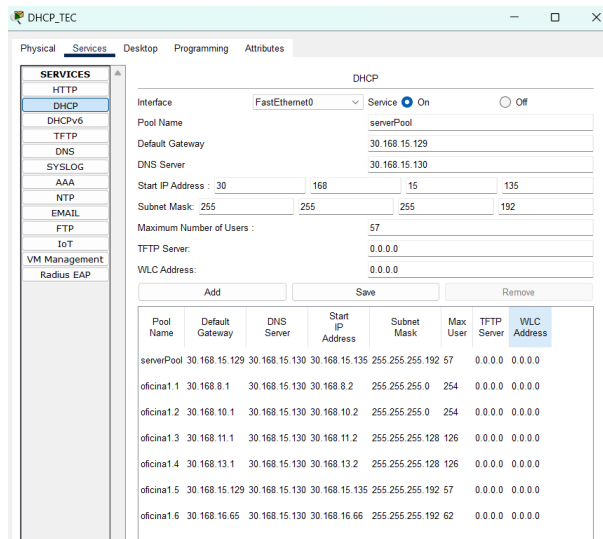 DHCP_TEC
Physical Services Desktop Programming Attributes
SERVICES
HTTP
DHCP
DHCPv6
TFTP
DNS
SYSLOG
AAA
NTP
EMAIL
FTP
IoT
VM Management
Radius EAP
DHCP
Interface FastEthernet0 Service On Off
Pool Name serverPool
Default Gateway 30.168.15.129
DNS Server 30.168.15.130
Start IP Address : 30 168 15 135
Subnet Mask: 255 255 255 192
Maximum Number of Users : 57
TFTP Server: 0.0.0.0
WLC Address: 0.0.0.0
Add Save Remove
Pool Name Default Gateway DNS Server Start IP Address Subnet Mask Max User TFTP Server WLC Address
serverPool 30.168.15.129 30.168.15.130 30.168.15.135 255.255.255.192 57 0.0.0.0 0.0.0.0
oficina1.1 30.168.8.1 30.168.15.130 30.168.8.2 255.255.255.0 254 0.0.0.0 0.0.0.0
oficina1.2 30.168.10.1 30.168.15.130 30.168.10.2 255.255.255.0 254 0.0.0.0 0.0.0.0
oficina1.3 30.168.11.1 30.168.15.130 30.168.11.2 255.255.255.128 126 0.0.0.0 0.0.0.0
oficina1.4 30.168.13.1 30.168.15.130 30.168.13.2 255.255.255.128 126 0.0.0.0 0.0.0.0
oficina1.5 30.168.15.129 30.168.15.130 30.168.15.135 255.255.255.192 57 0.0.0.0 0.0.0.0
oficina1.6 30.168.16.65 30.168.15.130 30.168.16.66 255.255.255.192 62 0.0.0.0 0.0.0.0